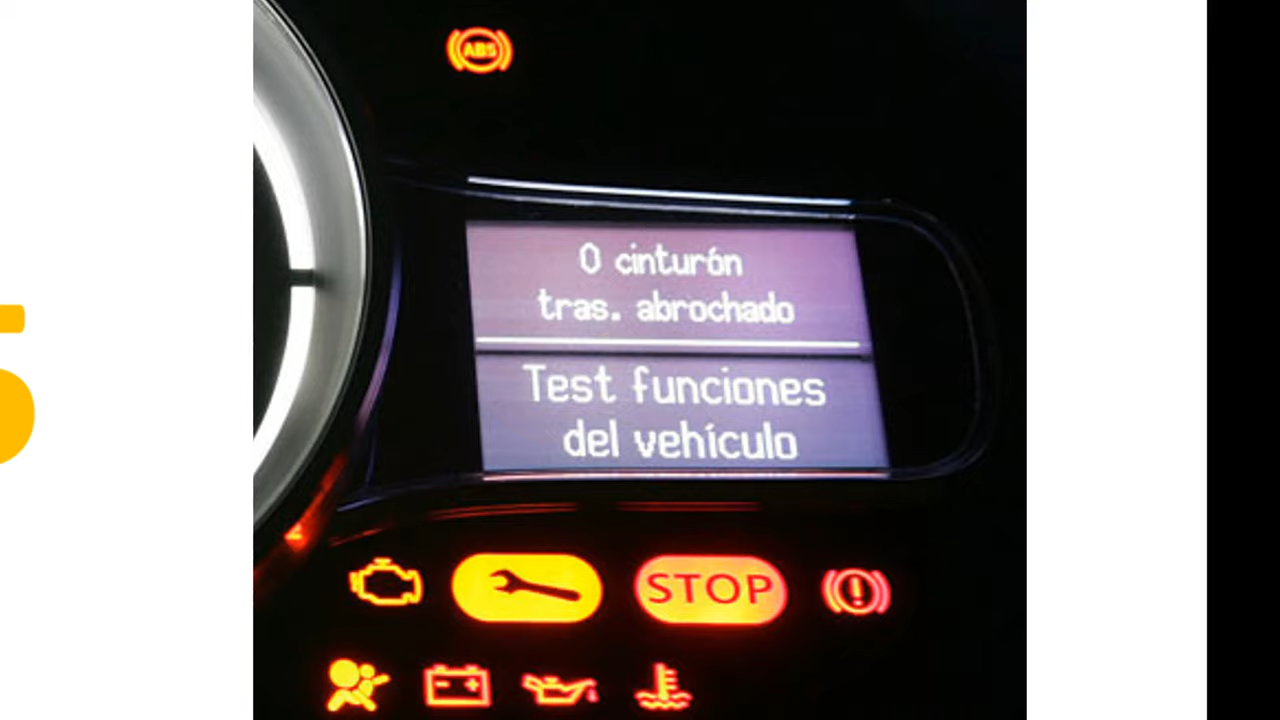 ABS
0 cinturón
tras. abrochado
Test funciones
del vehículo
STOP